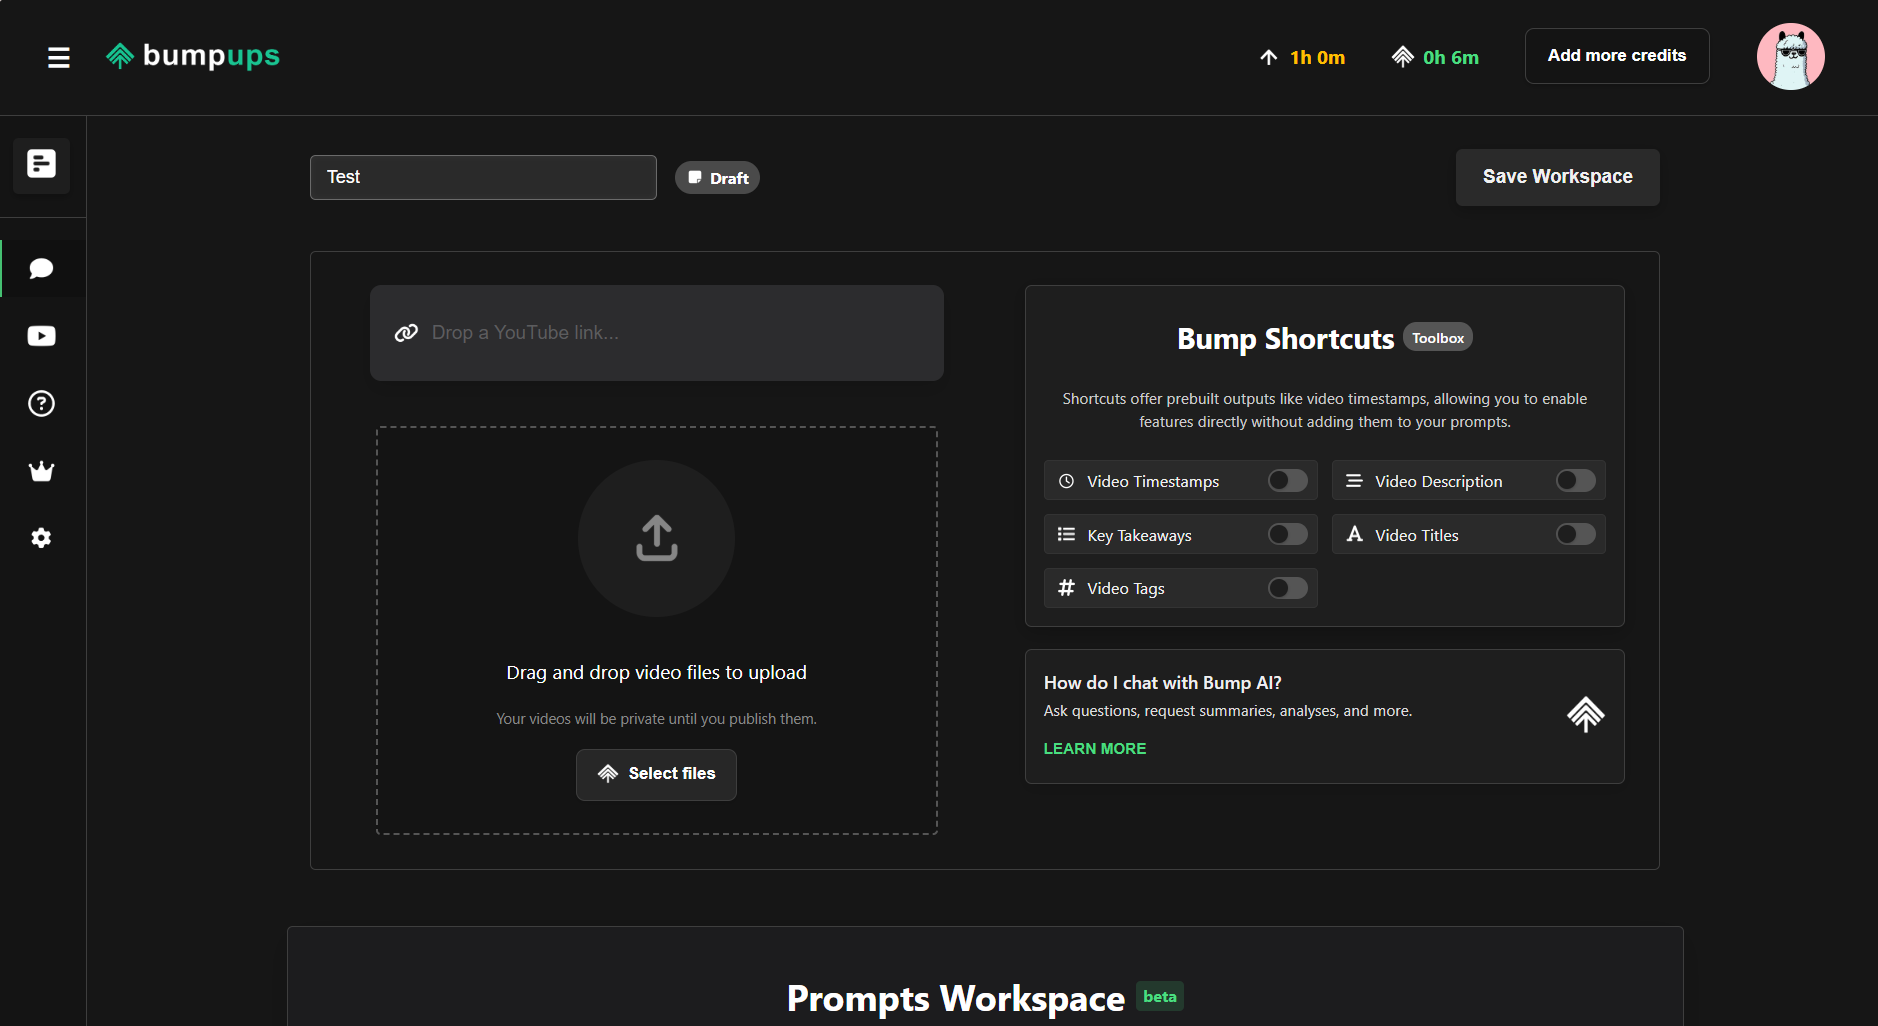 bumpups
1h 0m
0h 6m
Add more credits
Test
Draft
Save Workspace
Drop a YouTube link...
Drag and drop video files to upload
Your videos will be private until you publish them.
Select files
Bump Shortcuts
Toolbox
Shortcuts offer prebuilt outputs like video timestamps, allowing you to enable
features directly without adding them to your prompts.
Video Timestamps
Video Description
Key Takeaways
Video Titles
Video Tags
How do I chat with Bump AI?
Ask questions, request summaries, analyses, and more.
LEARN MORE
Prompts Workspace
beta